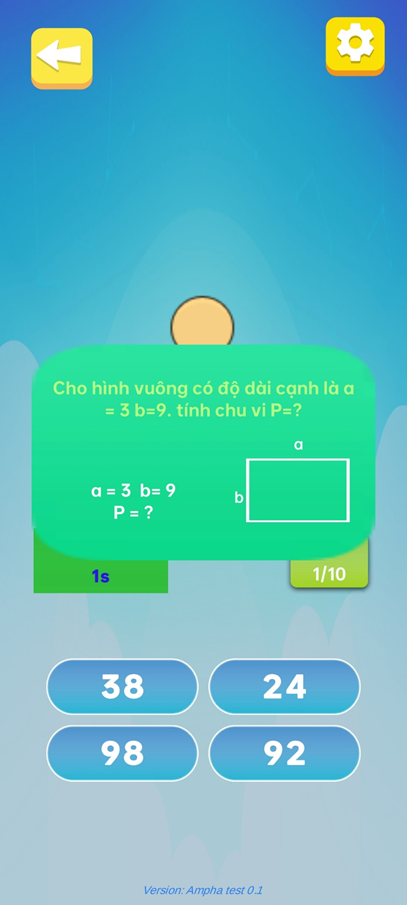 Cho hình vuông có độ dài cạnh là a
= 3 b=9. tính chu vi P=?
a
a = 3 b= 9
b
P = ?
1s
1/10
38
24
98
92
Version: Ampha test 0.1